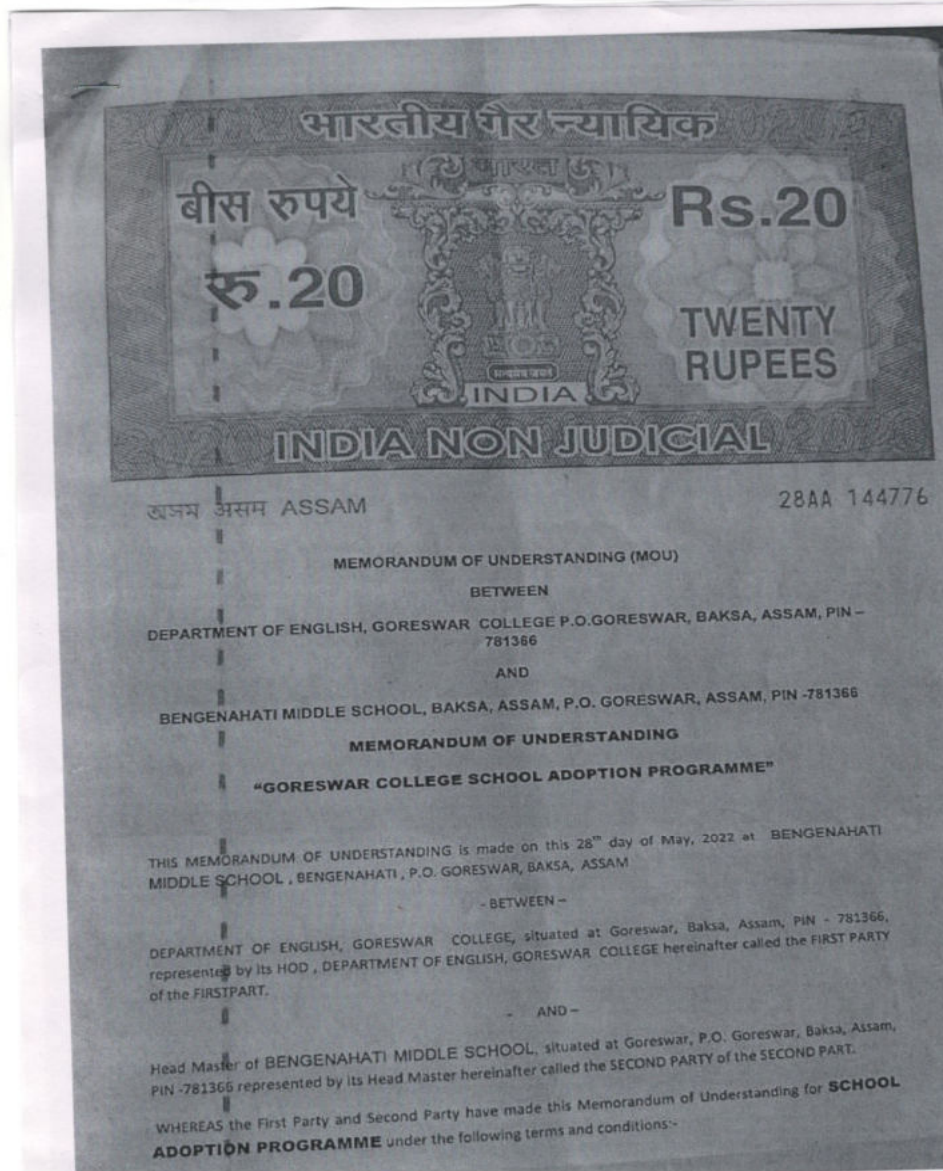 भारतीय गैर न्यायिक
भारत
बीस रुपये
Rs.20
रु.20
TWENTY
RUPEES
सत्यमेव जयते
INDIA
INDIA NON JUDICIAL
অসম असम ASSAM
28AA 144776
MEMORANDUM OF UNDERSTANDING (MOU)
BETWEEN
DEPARTMENT OF ENGLISH, GORESWAR COLLEGE P.O.GORESWAR, BAKSA, ASSAM, PIN –
781366
AND
BENGENAHATI MIDDLE SCHOOL, BAKSA, ASSAM, P.O. GORESWAR, ASSAM, PIN -781366
MEMORANDUM OF UNDERSTANDING
“GORESWAR COLLEGE SCHOOL ADOPTION PROGRAMME”
THIS MEMORANDUM OF UNDERSTANDING is made on this 28th day of May, 2022 at BENGENAHATI
MIDDLE SCHOOL , BENGENAHATI , P.O. GORESWAR, BAKSA, ASSAM
- BETWEEN –
DEPARTMENT OF ENGLISH, GORESWAR COLLEGE, situated at Goreswar, Baksa, Assam, PIN - 781366,
represented by its HOD , DEPARTMENT OF ENGLISH, GORESWAR COLLEGE hereinafter called the FIRST PARTY
of the FIRSTPART.
- AND –
Head Master of BENGENAHATI MIDDLE SCHOOL, situated at Goreswar, P.O. Goreswar, Baksa, Assam,
PIN -781366 represented by its Head Master hereinafter called the SECOND PARTY of the SECOND PART.
WHEREAS the First Party and Second Party have made this Memorandum of Understanding for SCHOOL
ADOPTION PROGRAMME under the following terms and conditions:-